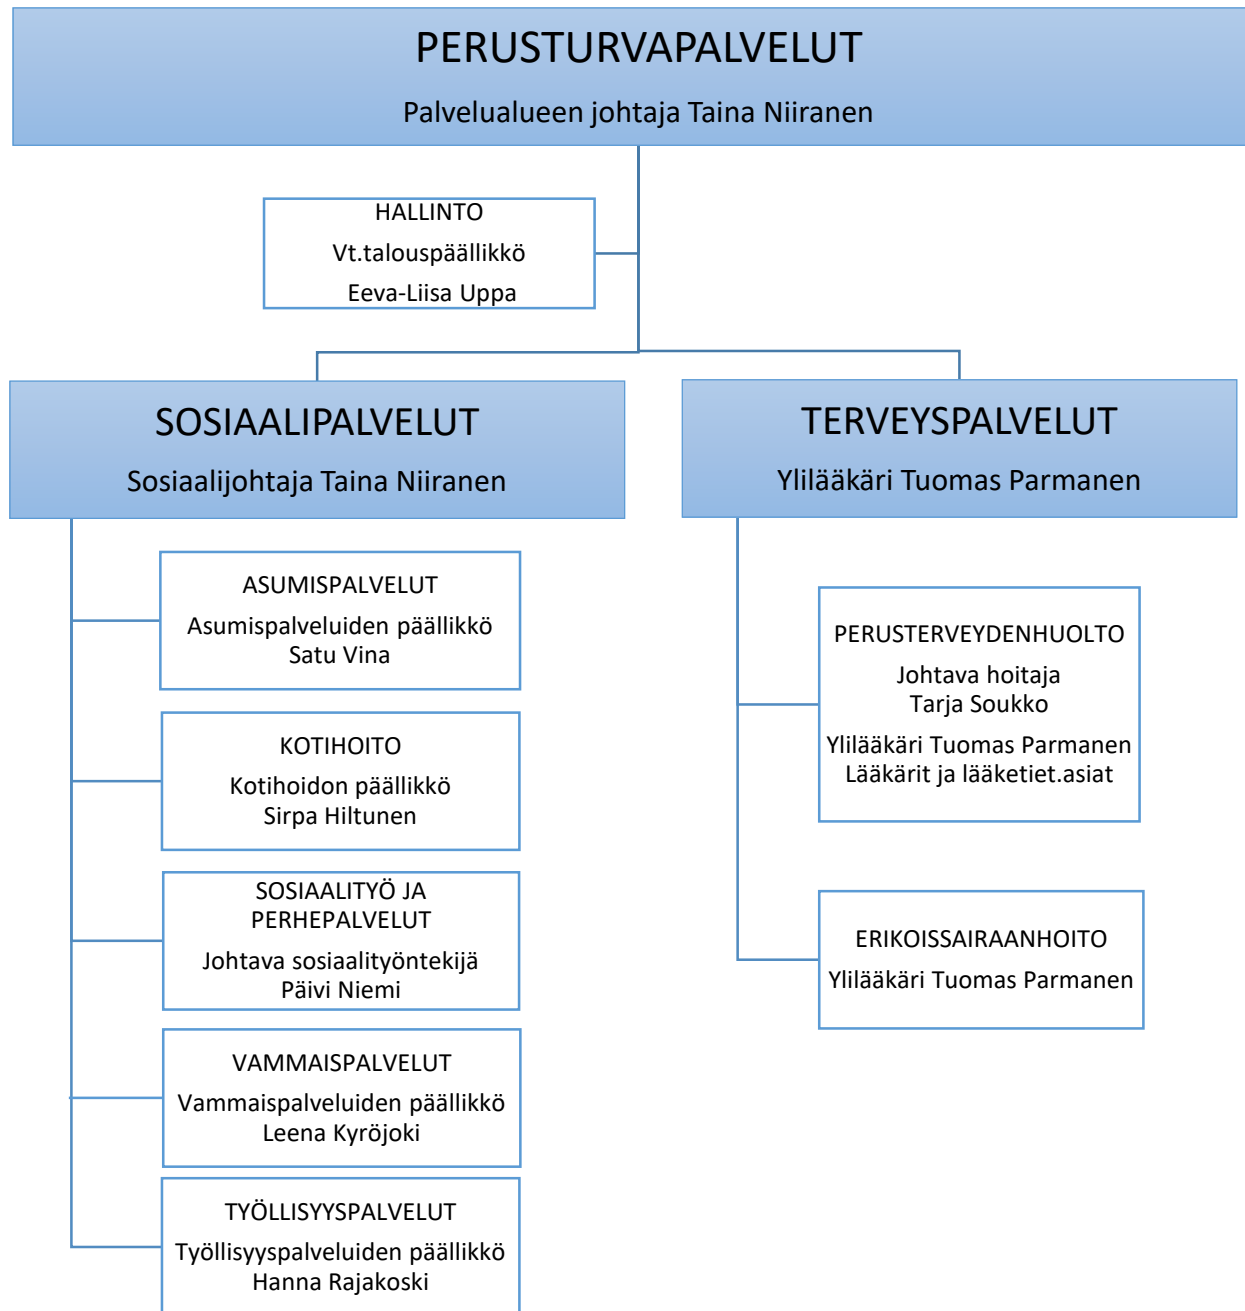 PERUSTURVAPALVELUT
Palvelualueen johtaja Taina Niiranen
HALLINTO
Vt.talouspäällikkö
Eeva-Liisa Uppa
SOSIAALIPALVELUT
Sosiaalijohtaja Taina Niiranen
ASUMISPALVELUT
Asumispalveluiden päällikkö
Satu Vina
KOTIHOITO
Kotihoidon päällikkö
Sirpa Hiltunen
SOSIAALITYÖ JA
PERHEPALVELUT
Johtava sosiaalityöntekijä
Päivi Niemi
VAMMAISPALVELUT
Vammaispalveluiden päällikkö
Leena Kyröjoki
TYÖLLISYYSPALVELUT
Työllisyyspalveluiden päällikkö
Hanna Rajakoski
TERVEYSPALVELUT
Ylilääkäri Tuomas Parmanen
PERUSTERVEYDENHUOLTO
Johtava hoitaja
Tarja Soukko
Ylilääkäri Tuomas Parmanen
Lääkärit ja lääketiet.asiat
ERIKOISSAIRAANHOITO
Ylilääkäri Tuomas Parmanen